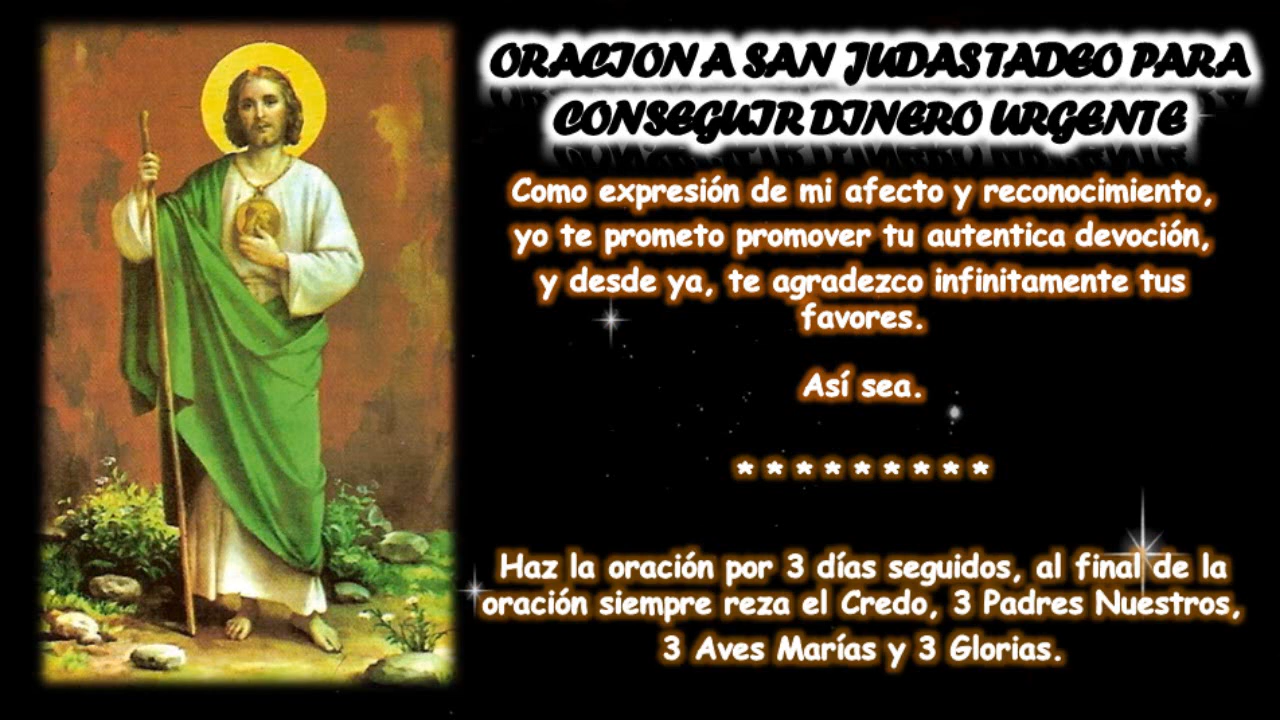 ORACION A SAN JUDAS TADEO PARA
CONSEGUIR DINERO URGENTE
Como expresión de mi afecto y reconocimiento,
yo te prometo promover tu autentica devoción,
y desde ya, te agradezco infinitamente tus
favores.
Así sea.
* * * * * * * * *
Haz la oración por 3 días seguidos, al final de la
oración siempre reza el Credo, 3 Padres Nuestros,
3 Aves Marías y 3 Glorias.